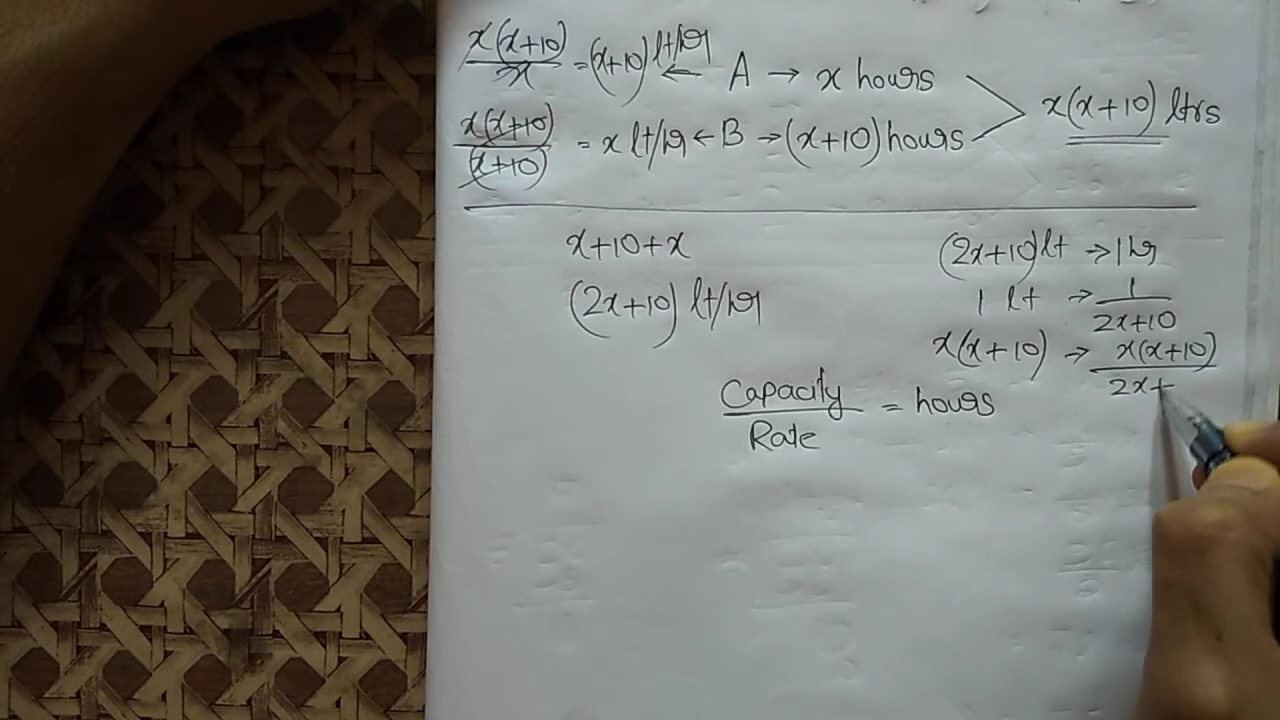 x(x+10)/x = (x+10) lt/hr ← A → x hours
x(x+10)/(x+10) = x lt/hr ← B → (x+10) hours
x(x+10) ltrs
x+10+x
(2x+10) lt/hr
(2x+10) lt → 1 hr
1 lt → 1/2x+10
x(x+10) → x(x+10)/2x+
Capacity/Rate = hours